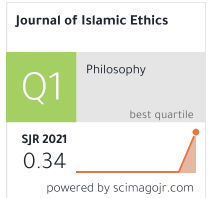 Journal of Islamic Ethics
Q1
Philosophy
best quartile
SJR 2021
0.34
powered by scimagojr.com